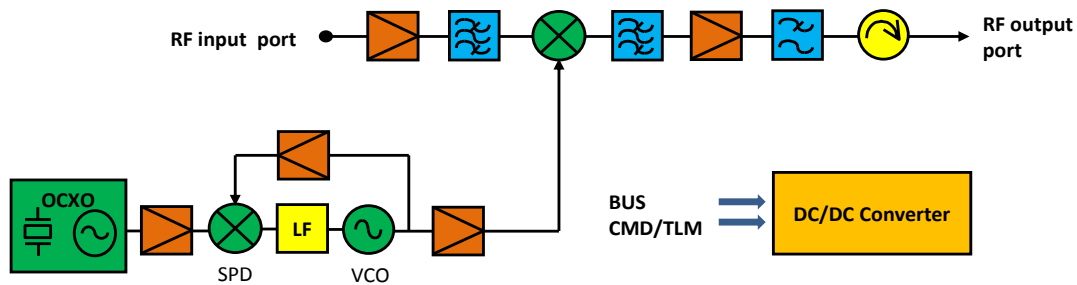 RF input port
RF output
port
OCXO
LF
SPD
VCO
BUS
CMD/TLM
DC/DC Converter